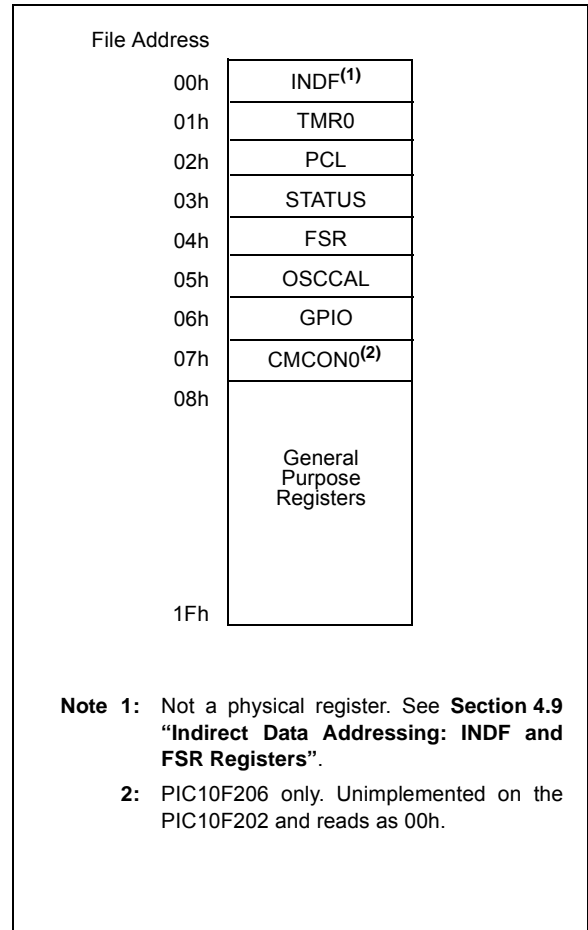 File Address
00h INDF(1)
01h TMR0
02h PCL
03h STATUS
04h FSR
05h OSCCAL
06h GPIO
07h CMCON0(2)
08h
General
Purpose
Registers
1Fh
Note 1: Not a physical register. See Section 4.9
“Indirect Data Addressing: INDF and
FSR Registers”.
2: PIC10F206 only. Unimplemented on the
PIC10F202 and reads as 00h.